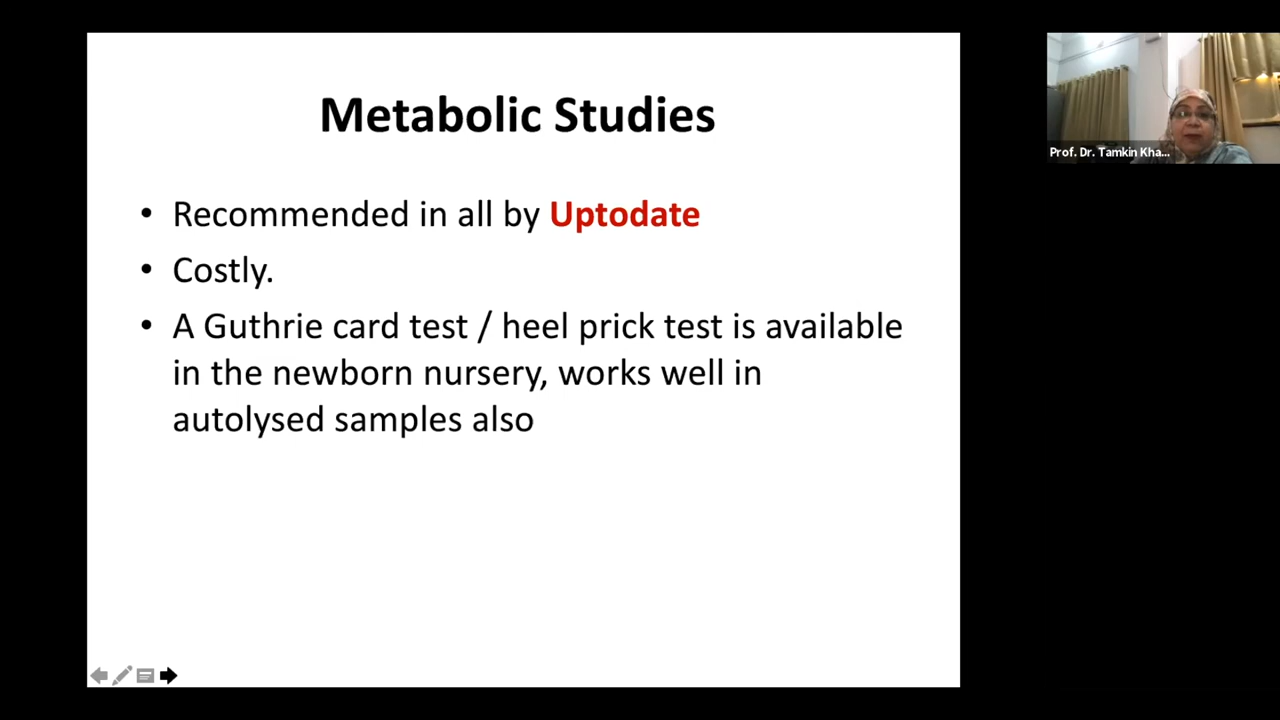 Metabolic Studies
• Recommended in all by Uptodate
• Costly.
• A Guthrie card test / heel prick test is available
in the newborn nursery, works well in
autolysed samples also
Prof. Dr. Tamkin Kha...